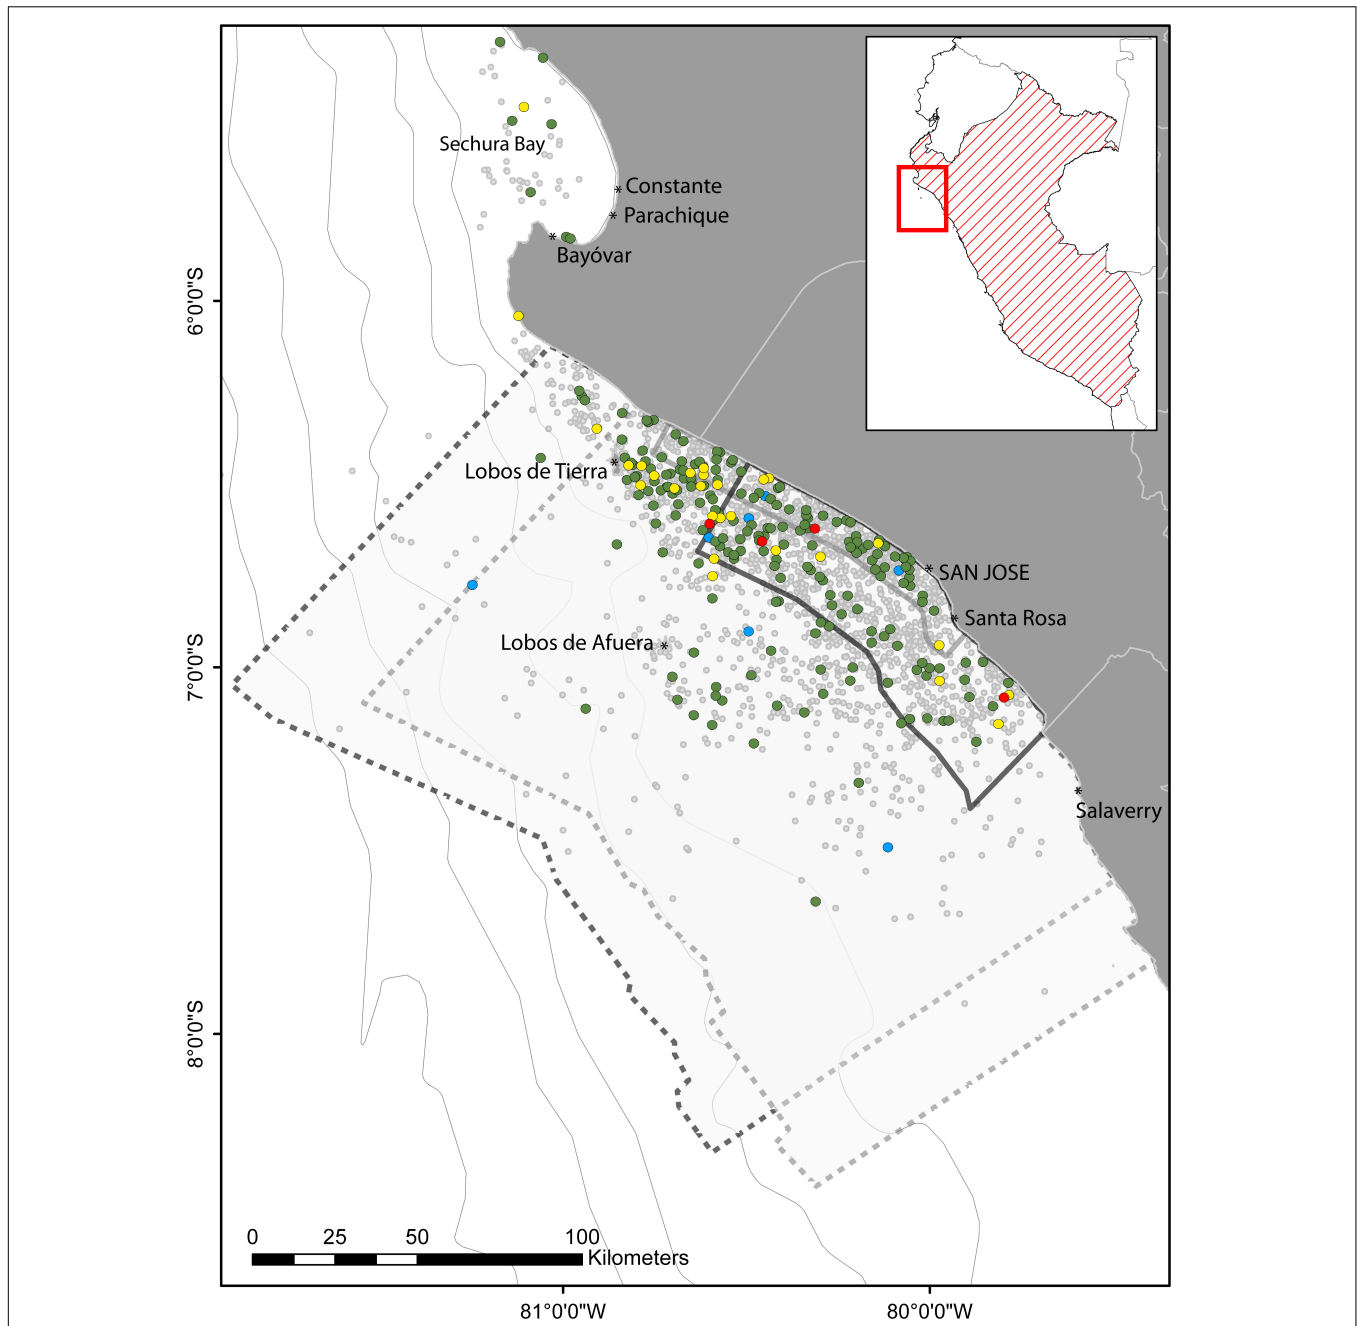 Sechura Bay
* Constante
* Parachique
*
Bayóvar
6°0'0"S
Lobos de Tierra *
* SAN JOSE
* Santa Rosa
Lobos de Afuera *
7°0'0"S
*
Salaverry
8°0'0"S
0 25 50 100
Kilometers
81°0'0"W 80°0'0"W